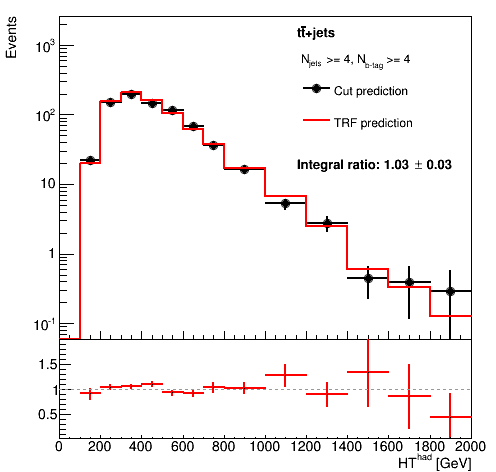 Events
tt̄+jets
N_jets >= 4, N_b-tag >= 4
Cut prediction
TRF prediction
Integral ratio: 1.03 ± 0.03
10³
10²
10
1
10⁻¹
1.5
1
0.5
0 200 400 600 800 1000 1200 1400 1600 1800 2000
HT^had [GeV]